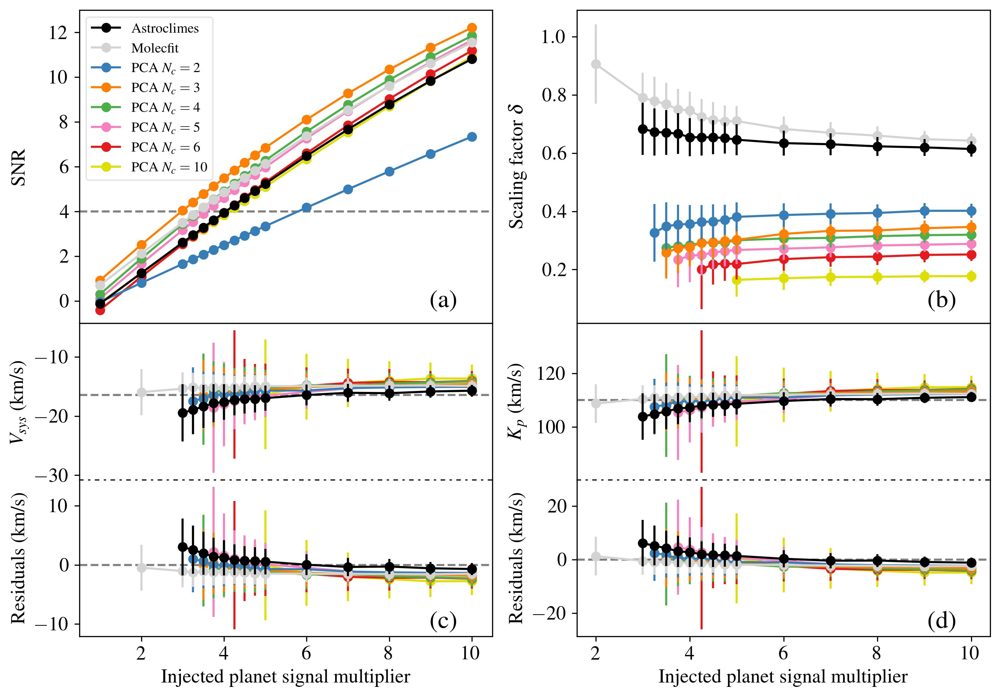 Astroclimes
Molecfit
PCA N_c = 2
PCA N_c = 3
PCA N_c = 4
PCA N_c = 5
PCA N_c = 6
PCA N_c = 10
SNR
12
10
8
6
4
2
0
(a)
Scaling factor δ
1.0
0.8
0.6
0.4
0.2
(b)
V_sys (km/s)
−10
−20
−30
Residuals (km/s)
10
0
−10
(c)
2 4 6 8 10
Injected planet signal multiplier
K_p (km/s)
120
100
Residuals (km/s)
20
0
−20
(d)
2 4 6 8 10
Injected planet signal multiplier